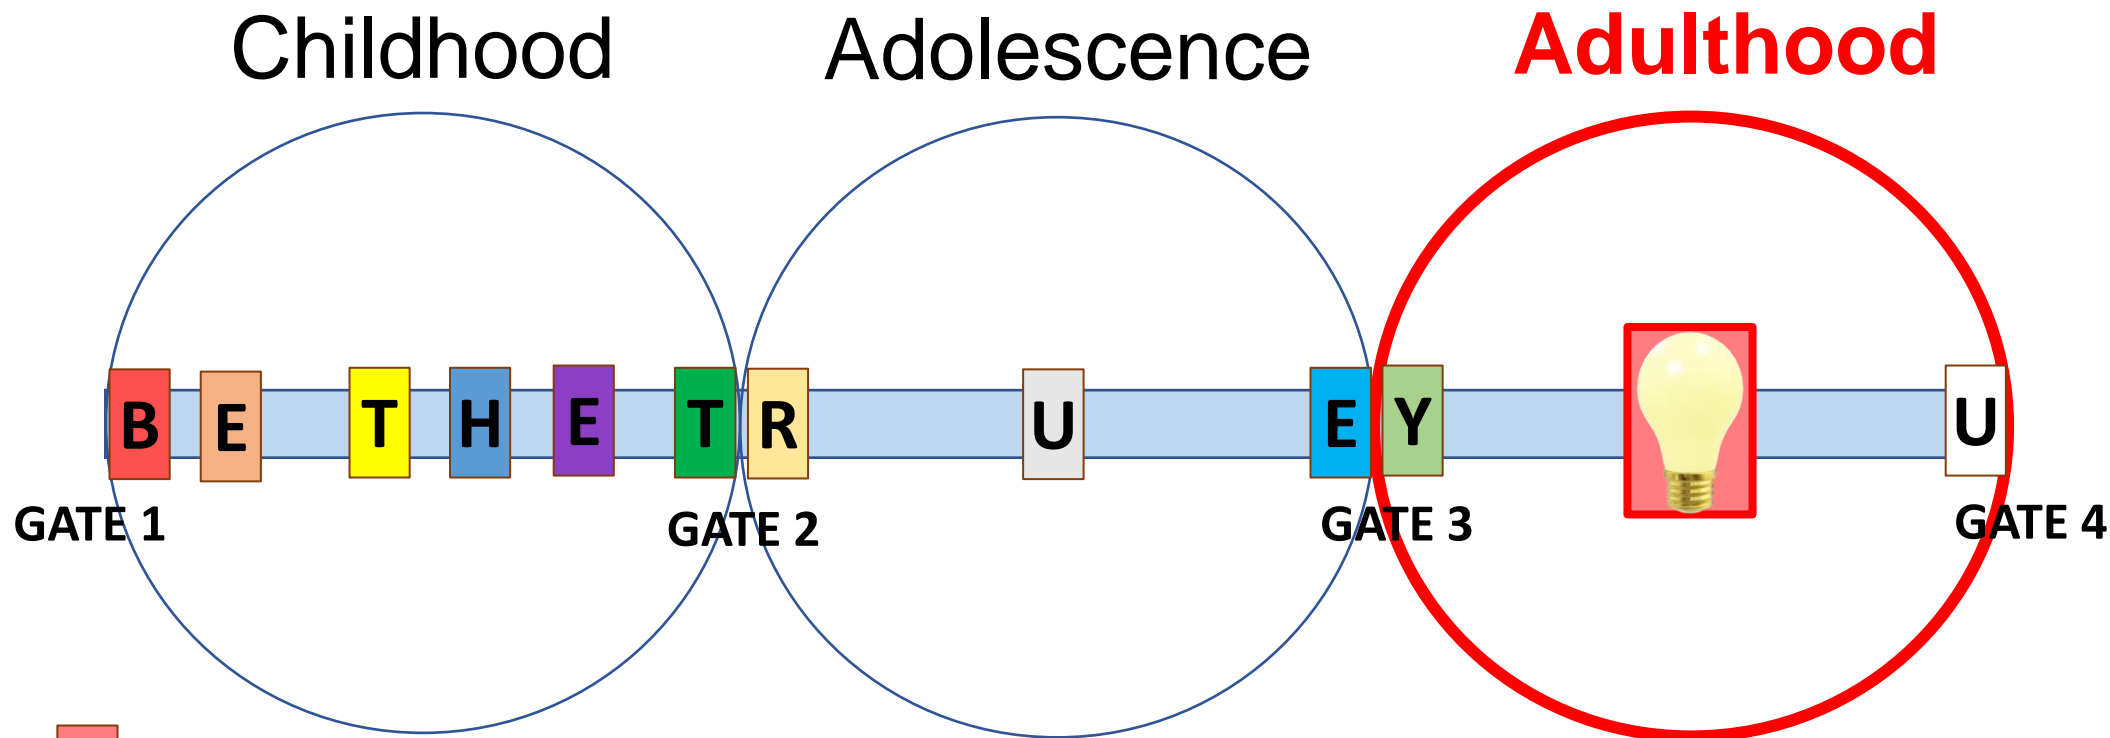 Childhood Adolescence Adulthood
B E T H E T R U E Y U
GATE 1 GATE 2 GATE 3 GATE 4